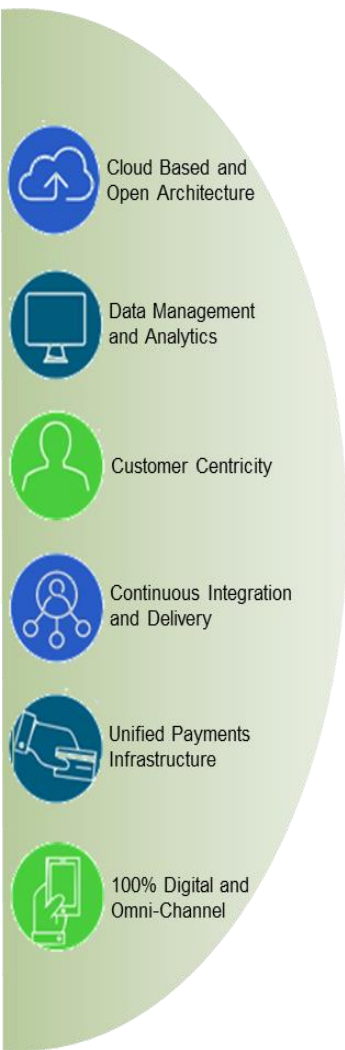 Cloud Based and
Open Architecture
Data Management
and Analytics
Customer Centricity
Continuous Integration
and Delivery
Unified Payments
Infrastructure
100% Digital and
Omni-Channel